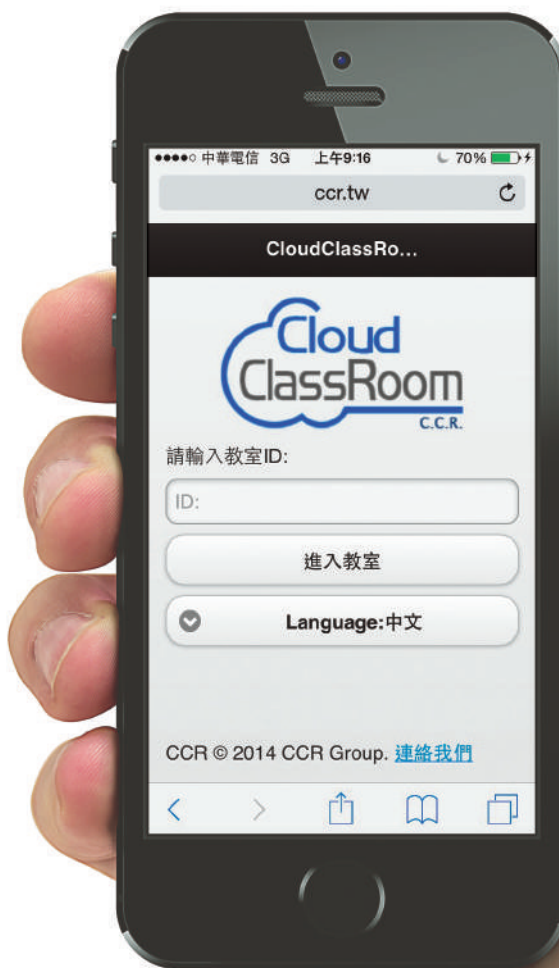 中華電信 3G 上午9:16 70%
ccr.tw
CloudClassRo...
Cloud
ClassRoom
C.C.R.
請輸入教室ID:
ID:
進入教室
Language:中文
CCR © 2014 CCR Group. 連絡我們